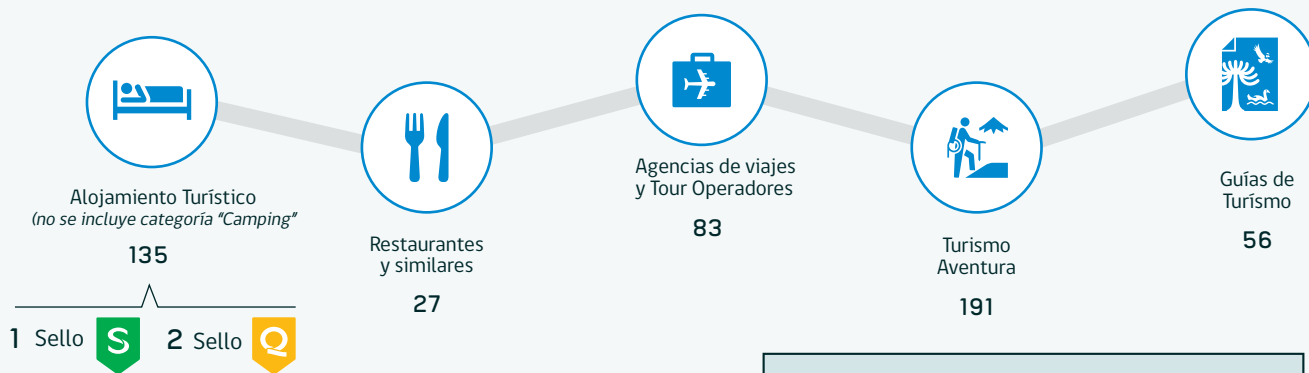 Alojamiento Turístico
(no se incluye categoría "Camping"
135
1 Sello S 2 Sello Q
Restaurantes
y similares
27
Agencias de viajes
y Tour Operadores
83
Turismo
Aventura
191
Guías de
Turísmo
56